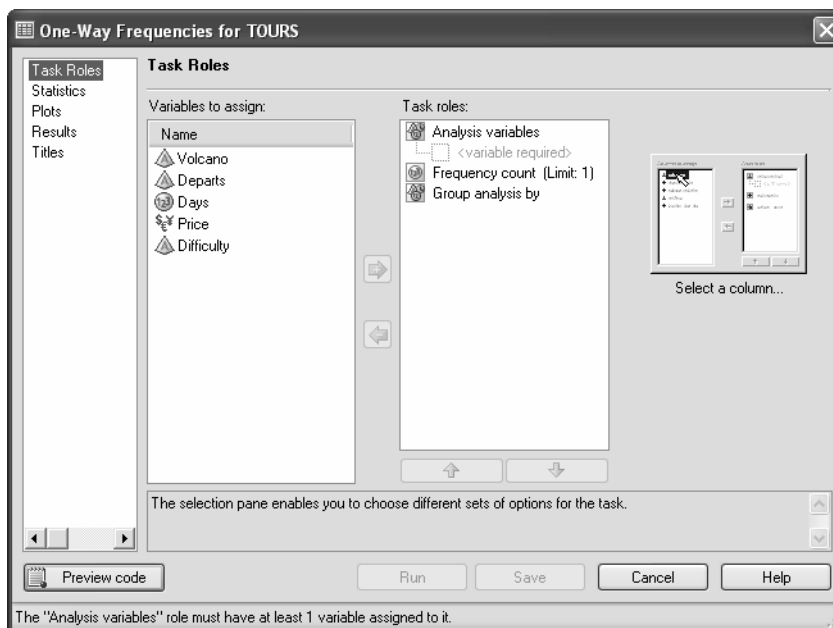 One-Way Frequencies for TOURS
Task Roles
Statistics
Plots
Results
Titles
Task Roles
Variables to assign:
Name
Volcano
Departs
Days
Price
Difficulty
Task roles:
Analysis variables
<variable required>
Frequency count (Limit: 1)
Group analysis by
Select a column...
The selection pane enables you to choose different sets of options for the task.
Preview code
Run
Save
Cancel
Help
The "Analysis variables" role must have at least 1 variable assigned to it.